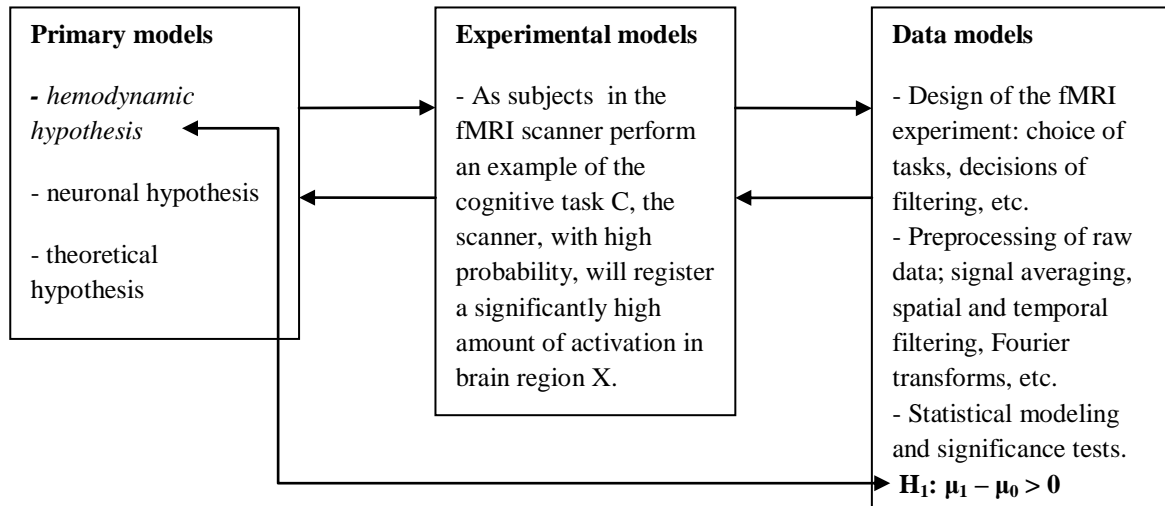 Primary models
- hemodynamic
hypothesis
- neuronal hypothesis
- theoretical
hypothesis
Experimental models
- As subjects in the
fMRI scanner perform
an example of the
cognitive task C, the
scanner, with high
probability, will register
a significantly high
amount of activation in
brain region X.
Data models
- Design of the fMRI
experiment: choice of
tasks, decisions of
filtering, etc.
- Preprocessing of raw
data; signal averaging,
spatial and temporal
filtering, Fourier
transforms, etc.
- Statistical modeling
and significance tests.
H₁: μ₁ – μ₀ > 0